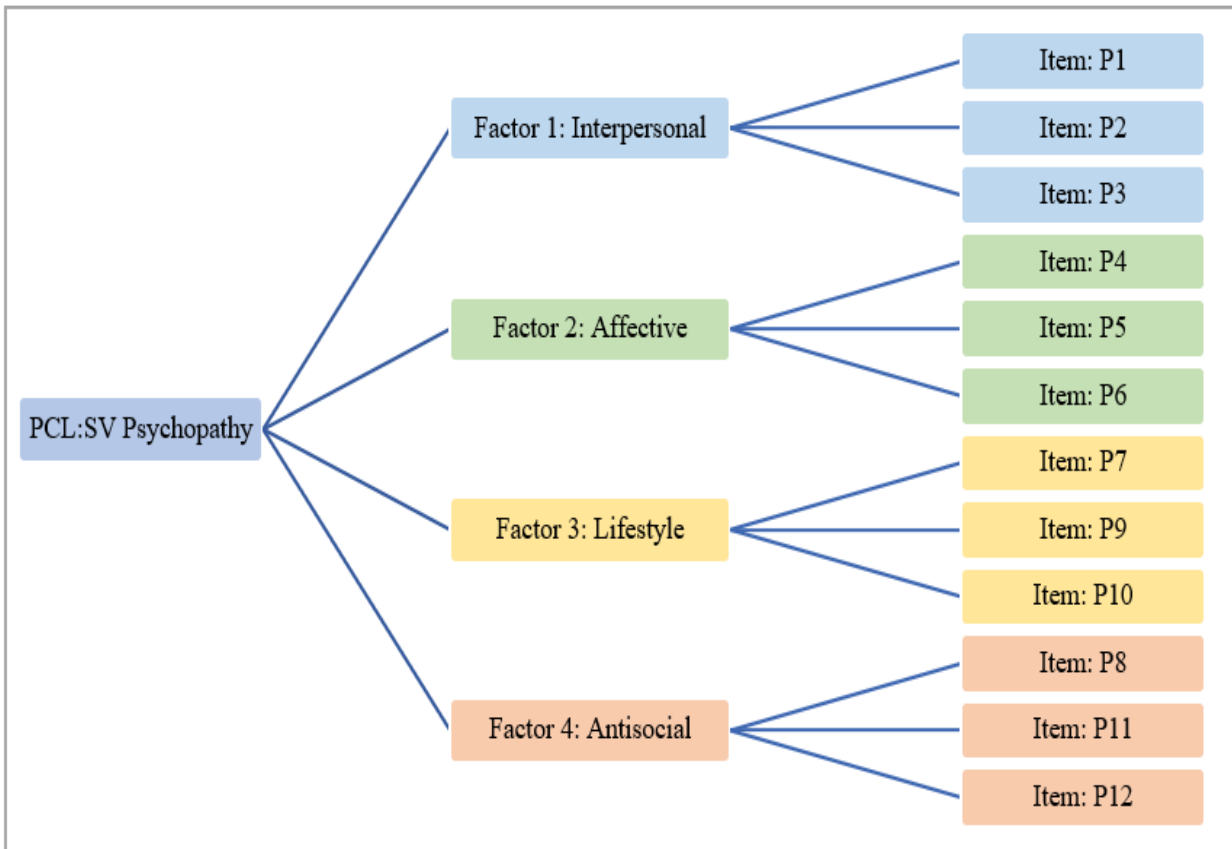 PCL:SV Psychopathy
Factor 1: Interpersonal
Item: P1
Item: P2
Item: P3
Factor 2: Affective
Item: P4
Item: P5
Item: P6
Factor 3: Lifestyle
Item: P7
Item: P9
Item: P10
Factor 4: Antisocial
Item: P8
Item: P11
Item: P12